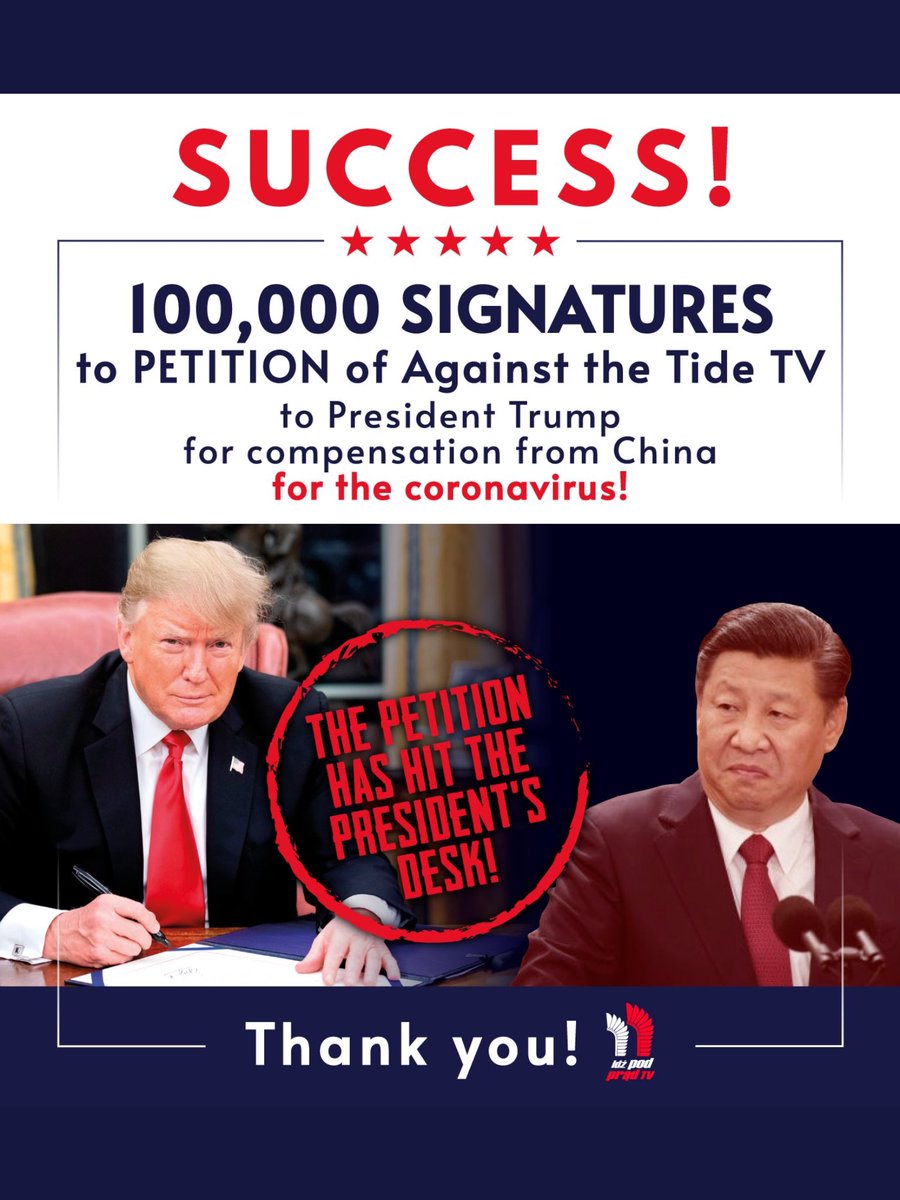 SUCCESS!
100,000 SIGNATURES
to PETITION of Against the Tide TV
to President Trump
for compensation from China
for the coronavirus!
THE PETITION
HAS HIT THE
PRESIDENT'S
DESK!
Thank you!
idź pod
prąd TV